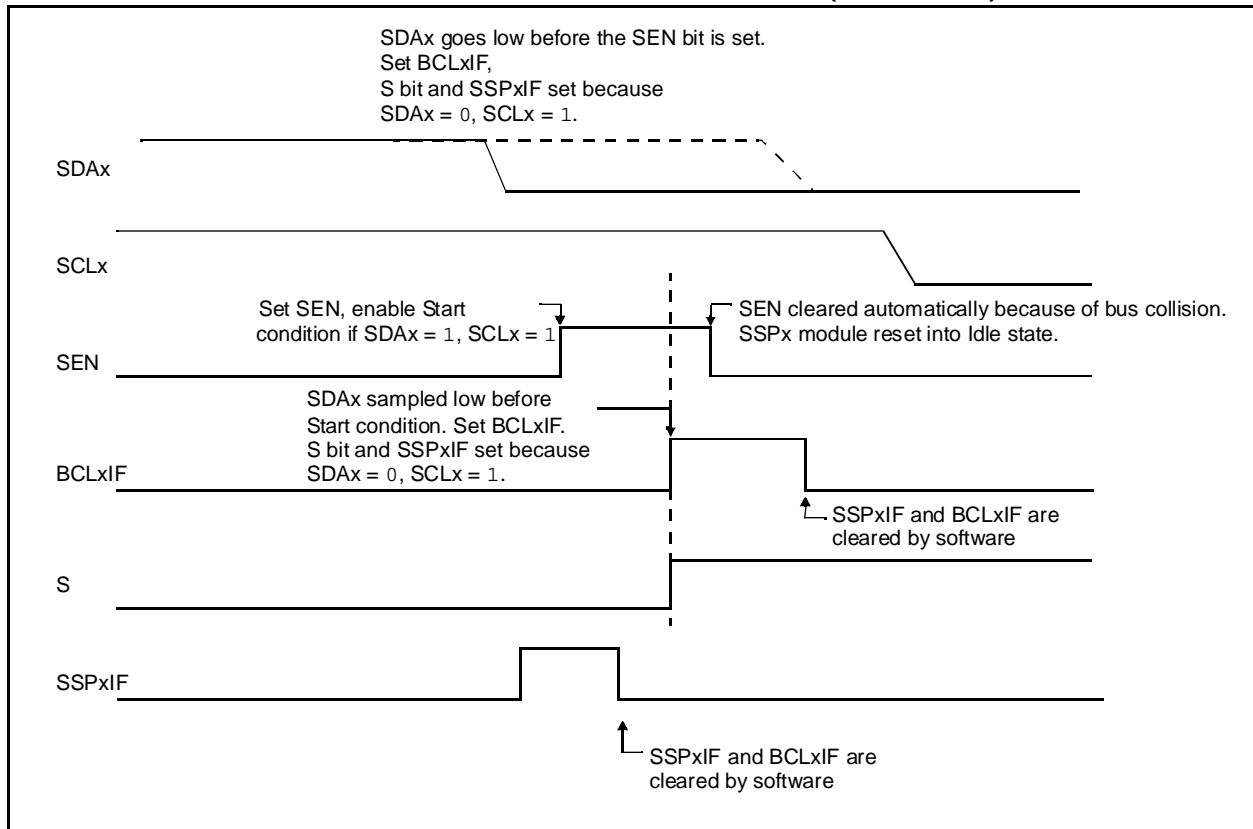 SDAx goes low before the SEN bit is set.
Set BCLxIF,
S bit and SSPxIF set because
SDAx = 0, SCLx = 1.
SDAx
SCLx
Set SEN, enable Start
condition if SDAx = 1, SCLx = 1
SEN cleared automatically because of bus collision.
SSPx module reset into Idle state.
SEN
SDAx sampled low before
Start condition. Set BCLxIF.
S bit and SSPxIF set because
SDAx = 0, SCLx = 1.
BCLxIF
SSPxIF and BCLxIF are
cleared by software
S
SSPxIF
SSPxIF and BCLxIF are
cleared by software